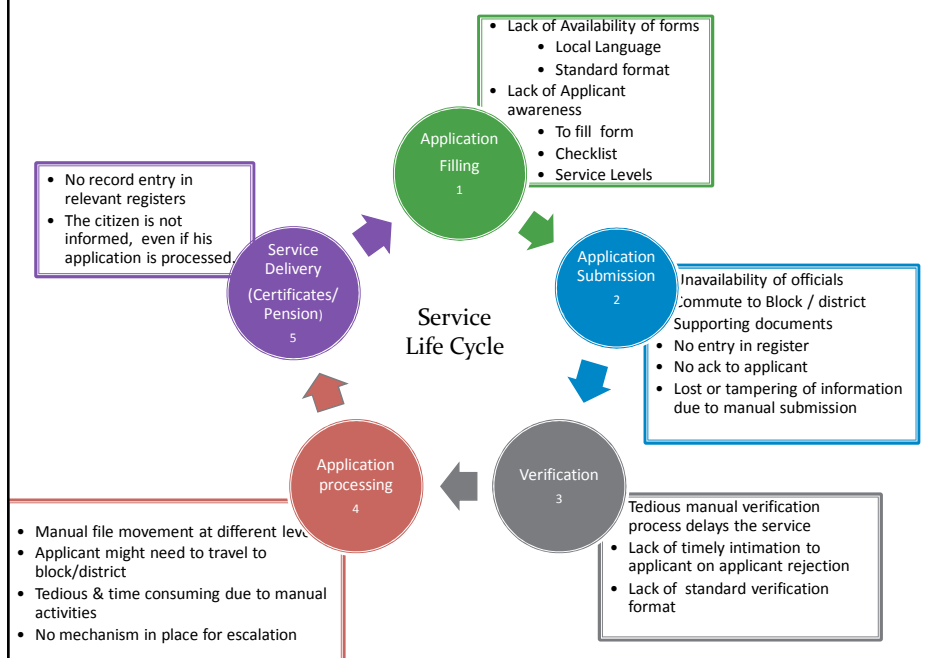 • Lack of Availability of forms
• Local Language
• Standard format
• Lack of Applicant
awareness
• To fill form
• Checklist
• Service Levels
Application
Filling
1
Application
Submission
2
Unavailability of officials
Commute to Block / district
Supporting documents
• No entry in register
• No ack to applicant
• Lost or tampering of information
due to manual submission
Verification
3
Tedious manual verification
process delays the service
• Lack of timely intimation to
applicant on applicant rejection
• Lack of standard verification
format
Application
processing
4
• Manual file movement at different
• Applicant might need to travel to
block/district
• Tedious & time consuming due to manual
activities
• No mechanism in place for escalation
Service
Delivery
(Certificates/
Pension)
5
• No record entry in
relevant registers
• The citizen is not
informed, even if his
application is processed.
Service
Life Cycle